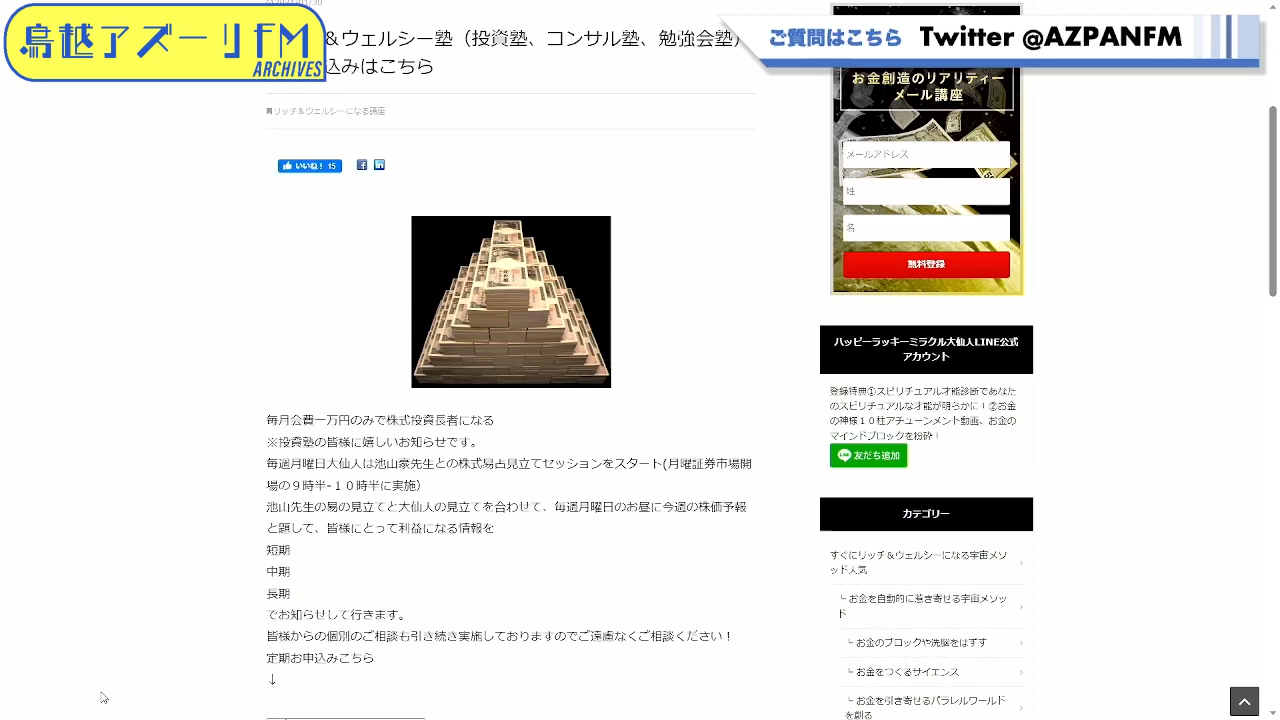 鳥越アズーリFM
ARCHIVES
ご質問はこちら Twitter @AZPANFM
＆ウェルシー塾（投資塾、コンサル塾、勉強会塾）
込みはこちら
リッチ＆ウェルシーになる講座
いいね！ 15
毎月会費一万円のみで株式投資長者になる
※投資塾の皆様に嬉しいお知らせです。
毎週月曜日大仙人は池山泉先生との株式易占見立てセッションをスタート(月曜証券市場開
場の９時半-１０時半に実施）
池山先生の易の見立てと大仙人の見立てを合わせて、毎週月曜日のお昼に今週の株価予報
と題して、皆様にとって利益になる情報を
短期
中期
長期
でお知らせして行きます。
皆様からの個別のご相談も引き続き実施しておりますのでご遠慮なくご相談ください！
定期お申込みこちら
↓
お金創造のリアリティー
メール講座
メールアドレス
姓
名
無料登録
ハッピーラッキーミラクル大仙人LINE公式
アカウント
登録特典①スピリチュアル才能診断であなた
のスピリチュアルな才能が明らかに！②お金
の神様１０柱アチューンメント動画、お金の
マインドブロックを粉砕！
友だち追加
カテゴリー
すぐにリッチ＆ウェルシーになる宇宙メソ
ッド人気
└ お金を自動的に惹き寄せる宇宙メソッ
ド
└ お金のブロックや洗脳をはずす
└ お金をつくるサイエンス
└ お金を引き寄せるパラレルワールド
を創る